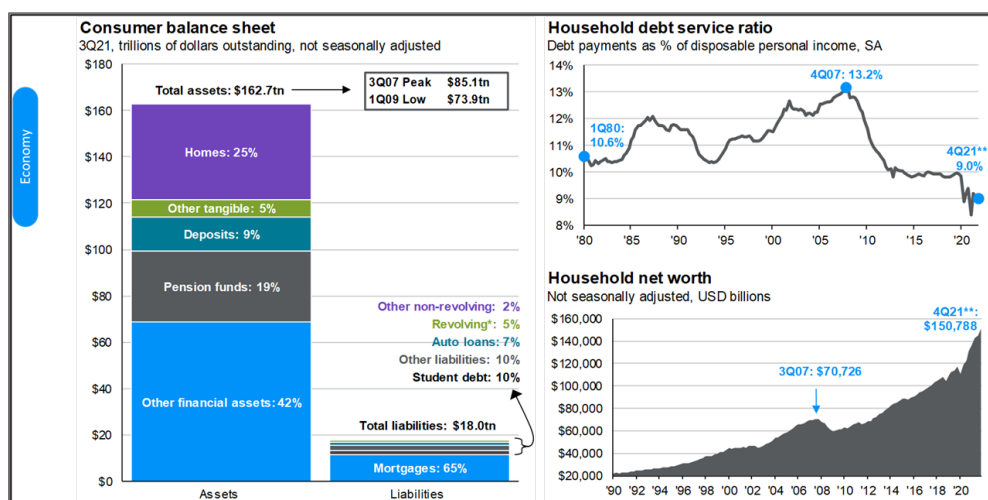 Economy
Consumer balance sheet
3Q21, trillions of dollars outstanding, not seasonally adjusted
$180
$160
$140
$120
$100
$80
$60
$40
$20
$0
Total assets: $162.7tn
3Q07 Peak $85.1tn
1Q09 Low $73.9tn
Homes: 25%
Other tangible: 5%
Deposits: 9%
Pension funds: 19%
Other financial assets: 42%
Other non-revolving: 2%
Revolving*: 5%
Auto loans: 7%
Other liabilities: 10%
Student debt: 10%
Total liabilities: $18.0tn
Mortgages: 65%
Assets
Liabilities
Household debt service ratio
Debt payments as % of disposable personal income, SA
14%
13%
12%
11%
10%
9%
8%
1Q80:
10.6%
4Q07: 13.2%
4Q21**
9.0%
'80 '85 '90 '95 '00 '05 '10 '15 '20
Household net worth
Not seasonally adjusted, USD billions
$160,000
$140,000
$120,000
$100,000
$80,000
$60,000
$40,000
$20,000
3Q07: $70,726
4Q21**:
$150,788
'90 '92 '94 '96 '98 '00 '02 '04 '06 '08 '10 '12 '14 '16 '18 '20